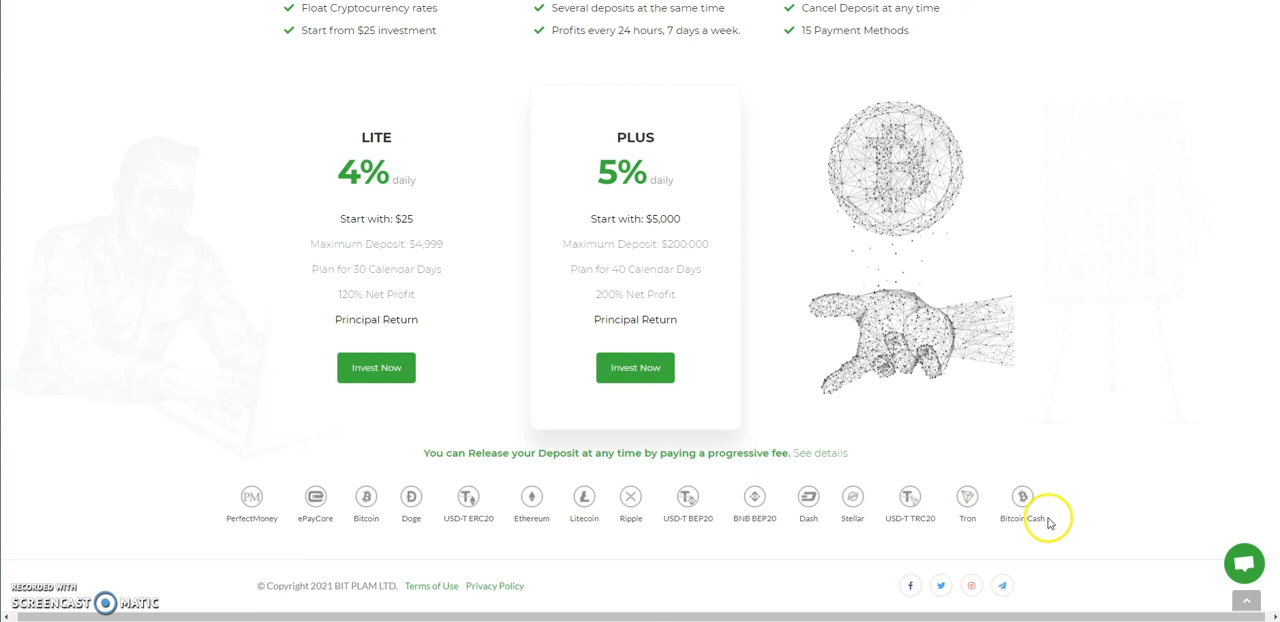 Float Cryptocurrency rates
Several deposits at the same time
Cancel Deposit at any time
Start from $25 investment
Profits every 24 hours, 7 days a week.
15 Payment Methods
LITE
4% daily
Start with: $25
Maximum Deposit: $4,999
Plan for 30 Calendar Days
120% Net Profit
Principal Return
Invest Now
PLUS
5% daily
Start with: $5,000
Maximum Deposit: $200,000
Plan for 40 Calendar Days
200% Net Profit
Principal Return
Invest Now
You can Release your Deposit at any time by paying a progressive fee. See details
PM
PerfectMoney
ePayCore
Bitcoin
Doge
USD-T ERC20
Ethereum
Litecoin
Ripple
USD-T BEP20
BNB BEP20
Dash
Stellar
USD-T TRC20
Tron
Bitcoin Cash
© Copyright 2021 BIT PLAM LTD. Terms of Use Privacy Policy
RECORDED WITH
SCREENCAST MATIC